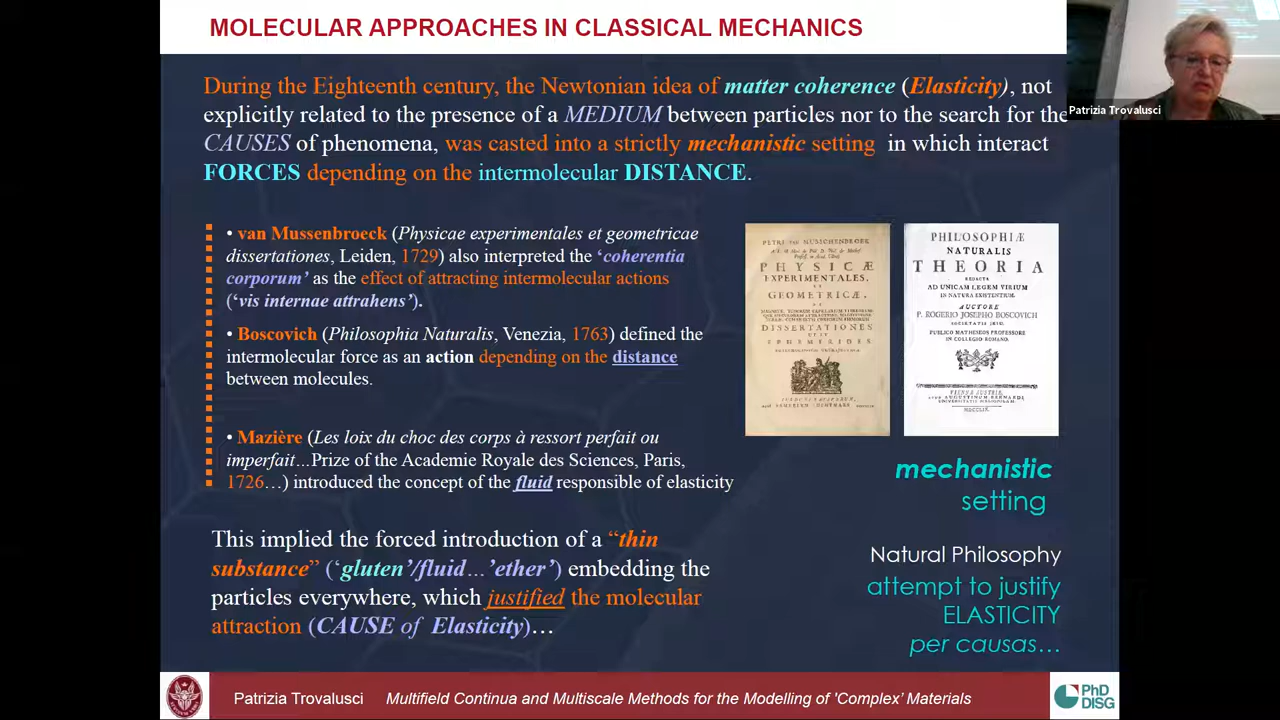 MOLECULAR APPROACHES IN CLASSICAL MECHANICS
Patrizia Trovalusci
During the Eighteenth century, the Newtonian idea of matter coherence (Elasticity), not
explicitly related to the presence of a MEDIUM between particles nor to the search for the
CAUSES of phenomena, was casted into a strictly mechanistic setting in which interact
FORCES depending on the intermolecular DISTANCE.
• van Mussenbroeck (Physicae experimentales et geometricae
dissertationes, Leiden, 1729) also interpreted the ‘coherentia
corporum’ as the effect of attracting intermolecular actions
(‘vis internae attrahens’).
• Boscovich (Philosophia Naturalis, Venezia, 1763) defined the
intermolecular force as an action depending on the distance
between molecules.
• Mazière (Les loix du choc des corps à ressort perfait ou
imperfait…Prize of the Academie Royale des Sciences, Paris,
1726…) introduced the concept of the fluid responsible of elasticity
PHYSICÆ
EXPERIMENTALES,
ET
GEOMETRICÆ,
DISSERTATIONES
PHILOSOPHIÆ
NATURALIS
THEORIA
REDACTA
AD UNICAM LEGEM VIRIUM
IN NATURA EXISTENTIUM.
AUCTORE
P. ROGERIO JOSEPHO BOSCOVICH
SOCIETATIS JESU,
PUBLICO MATHESEOS PROFESSORE
IN COLLEGIO ROMANO.
mechanistic
setting
This implied the forced introduction of a “thin
substance” (‘gluten’/fluid…’ether’) embedding the
particles everywhere, which justified the molecular
attraction (CAUSE of Elasticity)…
Natural Philosophy
attempt to justify
ELASTICITY
per causas…
Patrizia Trovalusci Multifield Continua and Multiscale Methods for the Modelling of 'Complex’ Materials
PhD
DISG